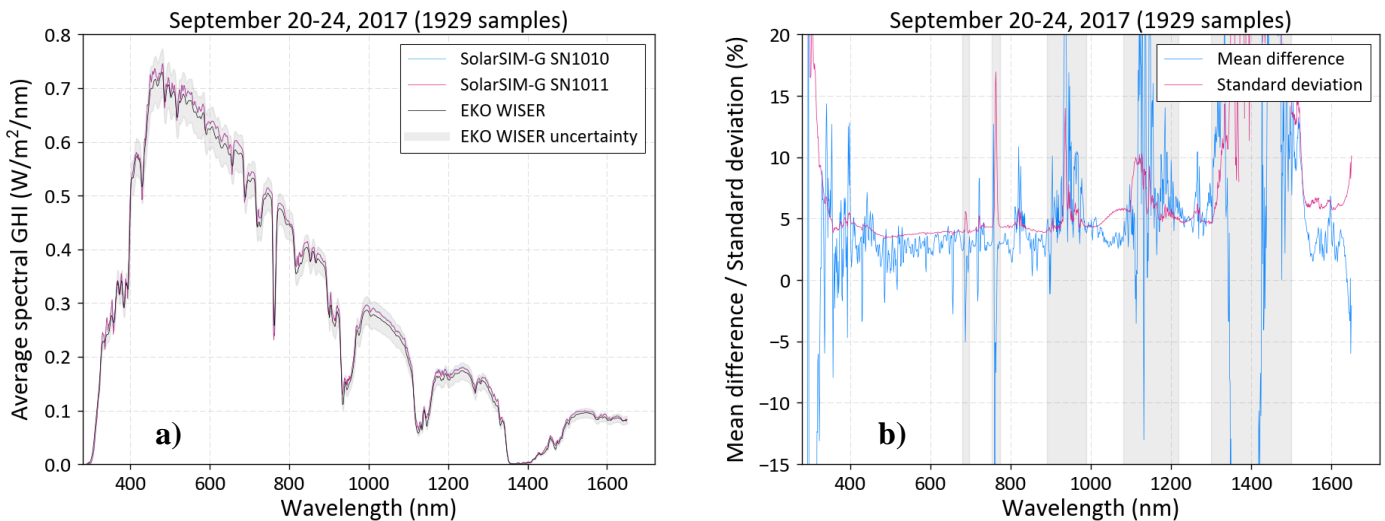 September 20-24, 2017 (1929 samples)
Average spectral GHI (W/m²/nm)
0.8
0.7
0.6
0.5
0.4
0.3
0.2
0.1
0.0
SolarSIM-G SN1010
SolarSIM-G SN1011
EKO WISER
EKO WISER uncertainty
a)
400 600 800 1000 1200 1400 1600
Wavelength (nm)
September 20-24, 2017 (1929 samples)
Mean difference / Standard deviation (%)
20
15
10
5
0
−5
−10
−15
Mean difference
Standard deviation
b)
400 600 800 1000 1200 1400 1600
Wavelength (nm)